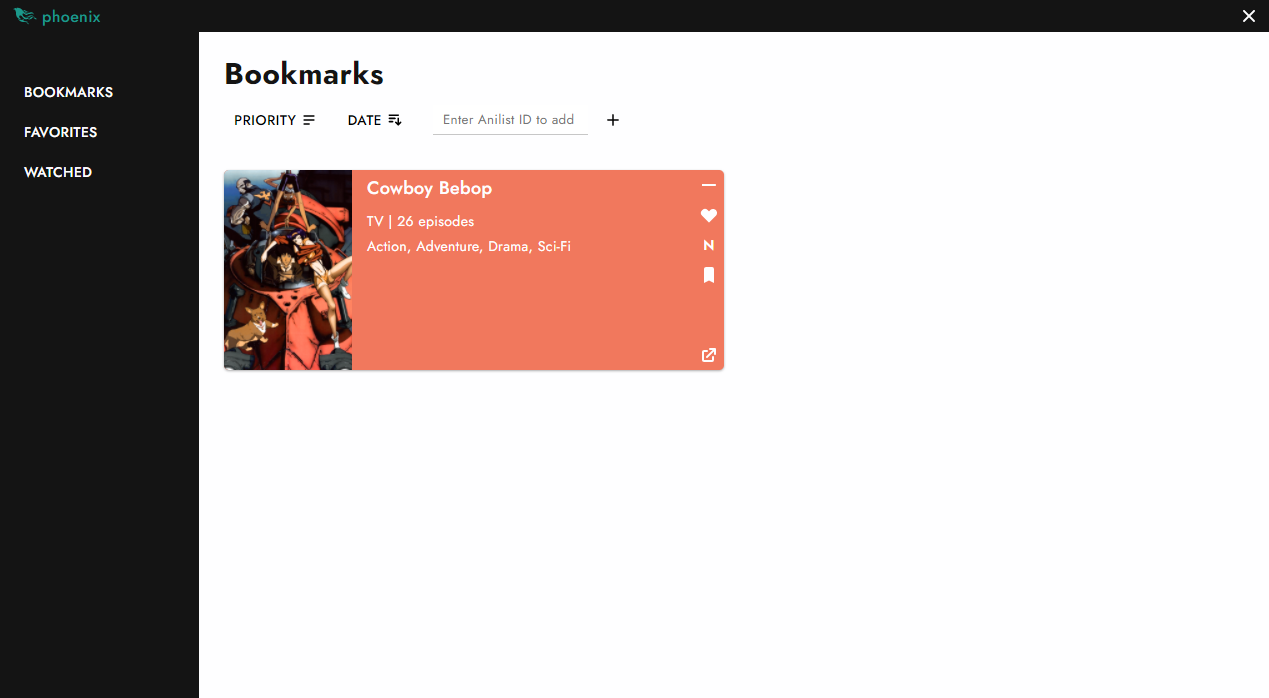 phoenix
BOOKMARKS
FAVORITES
WATCHED
Bookmarks
PRIORITY
DATE
Enter Anilist ID to add
Cowboy Bebop
TV | 26 episodes
Action, Adventure, Drama, Sci-Fi
N